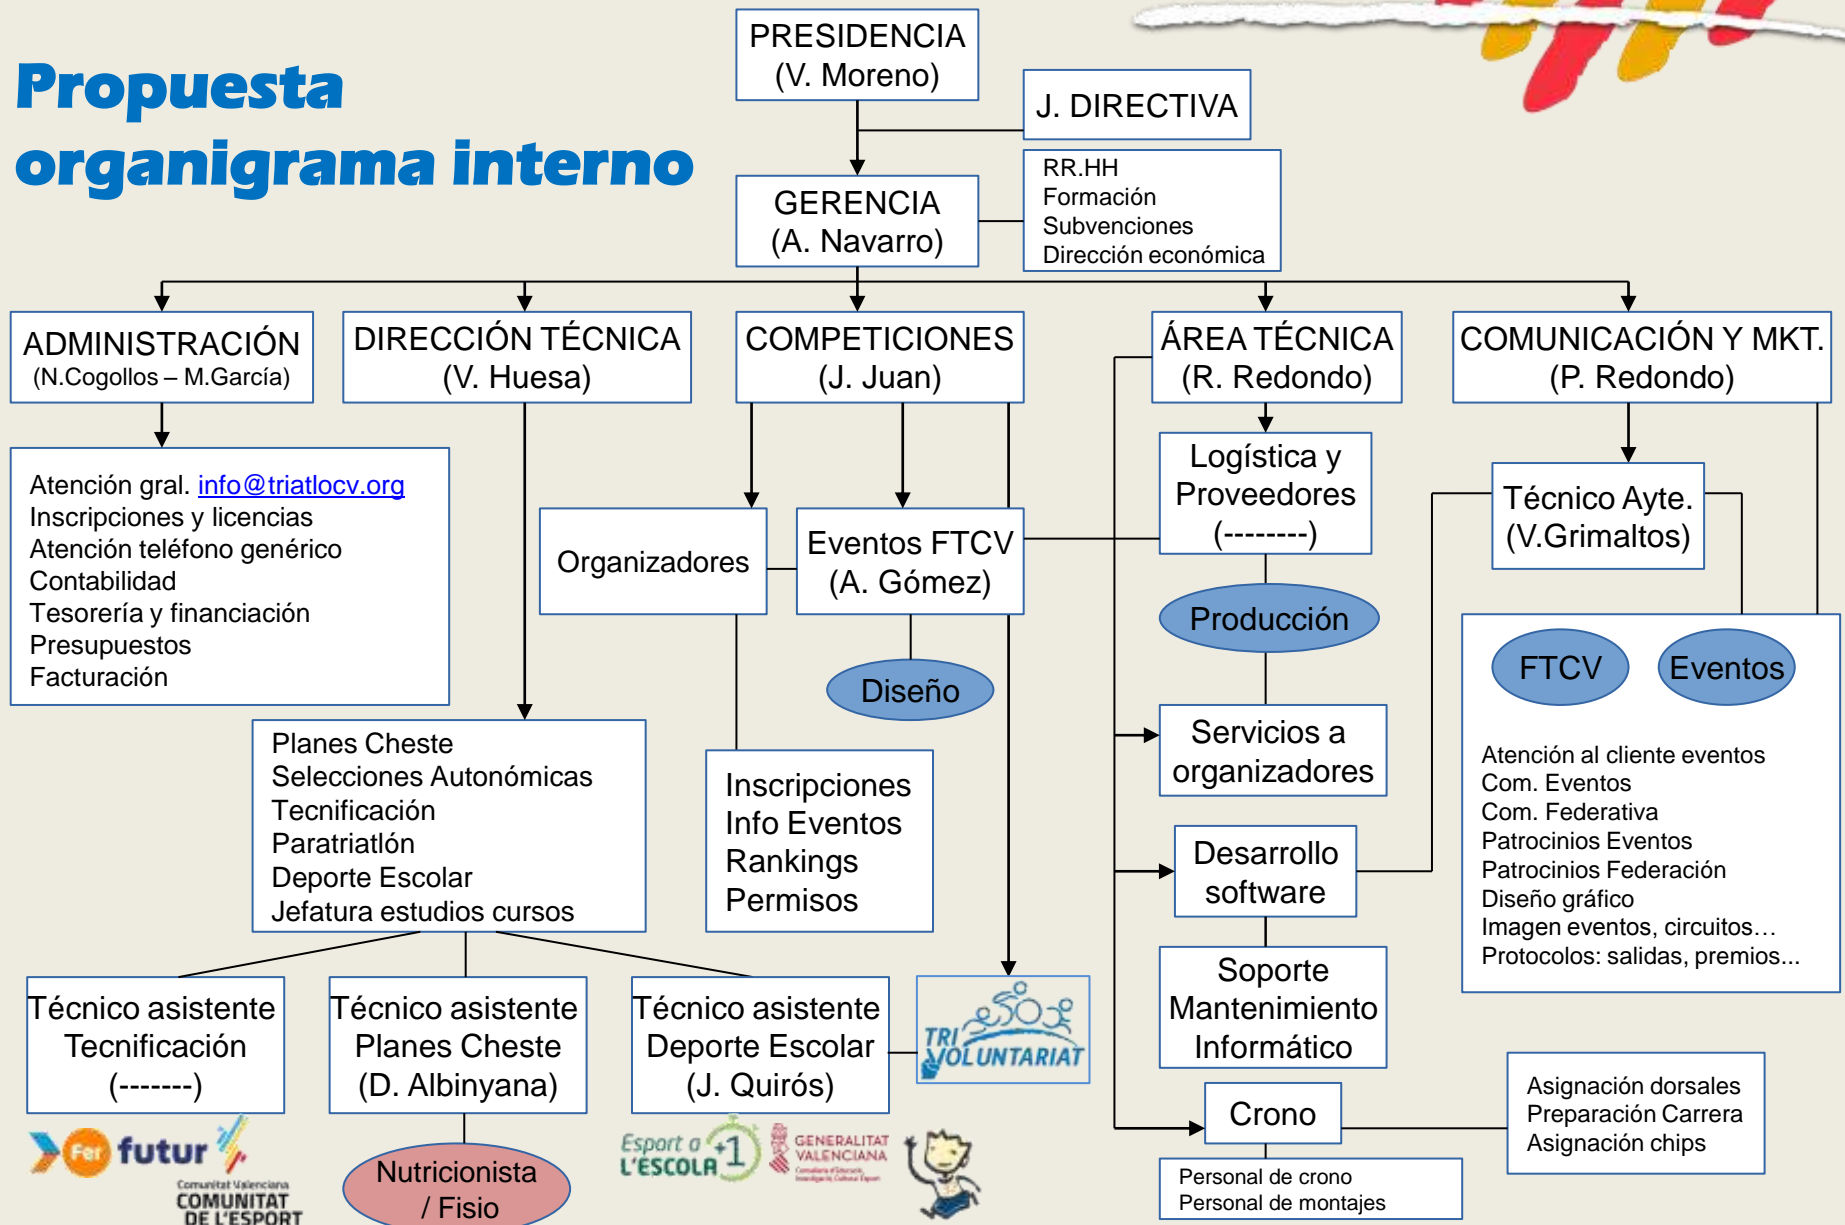 Propuesta
organigrama interno
PRESIDENCIA
(V. Moreno)
J. DIRECTIVA
GERENCIA
(A. Navarro)
RR.HH
Formación
Subvenciones
Dirección económica
ADMINISTRACIÓN
(N.Cogollos – M.García)
DIRECCIÓN TÉCNICA
(V. Huesa)
COMPETICIONES
(J. Juan)
ÁREA TÉCNICA
(R. Redondo)
COMUNICACIÓN Y MKT.
(P. Redondo)
Atención gral. info@triatlocv.org
Inscripciones y licencias
Atención teléfono genérico
Contabilidad
Tesorería y financiación
Presupuestos
Facturación
Organizadores
Eventos FTCV
(A. Gómez)
Diseño
Logística y
Proveedores
(--------)
Producción
Servicios a
organizadores
Técnico Ayte.
(V.Grimaltos)
FTCV
Eventos
Atención al cliente eventos
Com. Eventos
Com. Federativa
Patrocinios Eventos
Patrocinios Federación
Diseño gráfico
Imagen eventos, circuitos…
Protocolos: salidas, premios...
Planes Cheste
Selecciones Autonómicas
Tecnificación
Paratriatlón
Deporte Escolar
Jefatura estudios cursos
Inscripciones
Info Eventos
Rankings
Permisos
Desarrollo
software
Soporte
Mantenimiento
Informático
Técnico asistente
Tecnificación
(-------)
Técnico asistente
Planes Cheste
(D. Albinyana)
Técnico asistente
Deporte Escolar
(J. Quirós)
TRI
VOLUNTARIAT
Crono
Asignación dorsales
Preparación Carrera
Asignación chips
Personal de crono
Personal de montajes
Fer futur
Comunitat Valenciana
COMUNITAT
DE L'ESPORT
Nutricionista
/ Fisio
Esport a
L'ESCOLA
+1
GENERALITAT
VALENCIANA